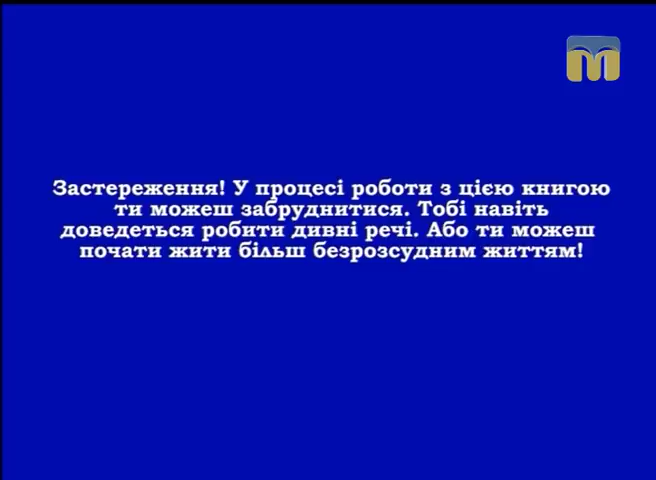 Застереження! У процесі роботи з цією книгою
ти можеш забруднитися. Тобі навіть
доведеться робити дивні речі. Або ти можеш
почати жити більш безрозсудним життям!